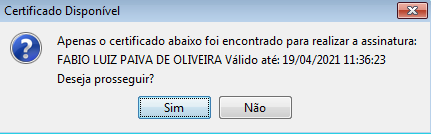 Certificado Disponível
Apenas o certificado abaixo foi encontrado para realizar a assinatura:
FABIO LUIZ PAIVA DE OLIVEIRA Válido até: 19/04/2021 11:36:23
Deseja prosseguir?
Sim Não